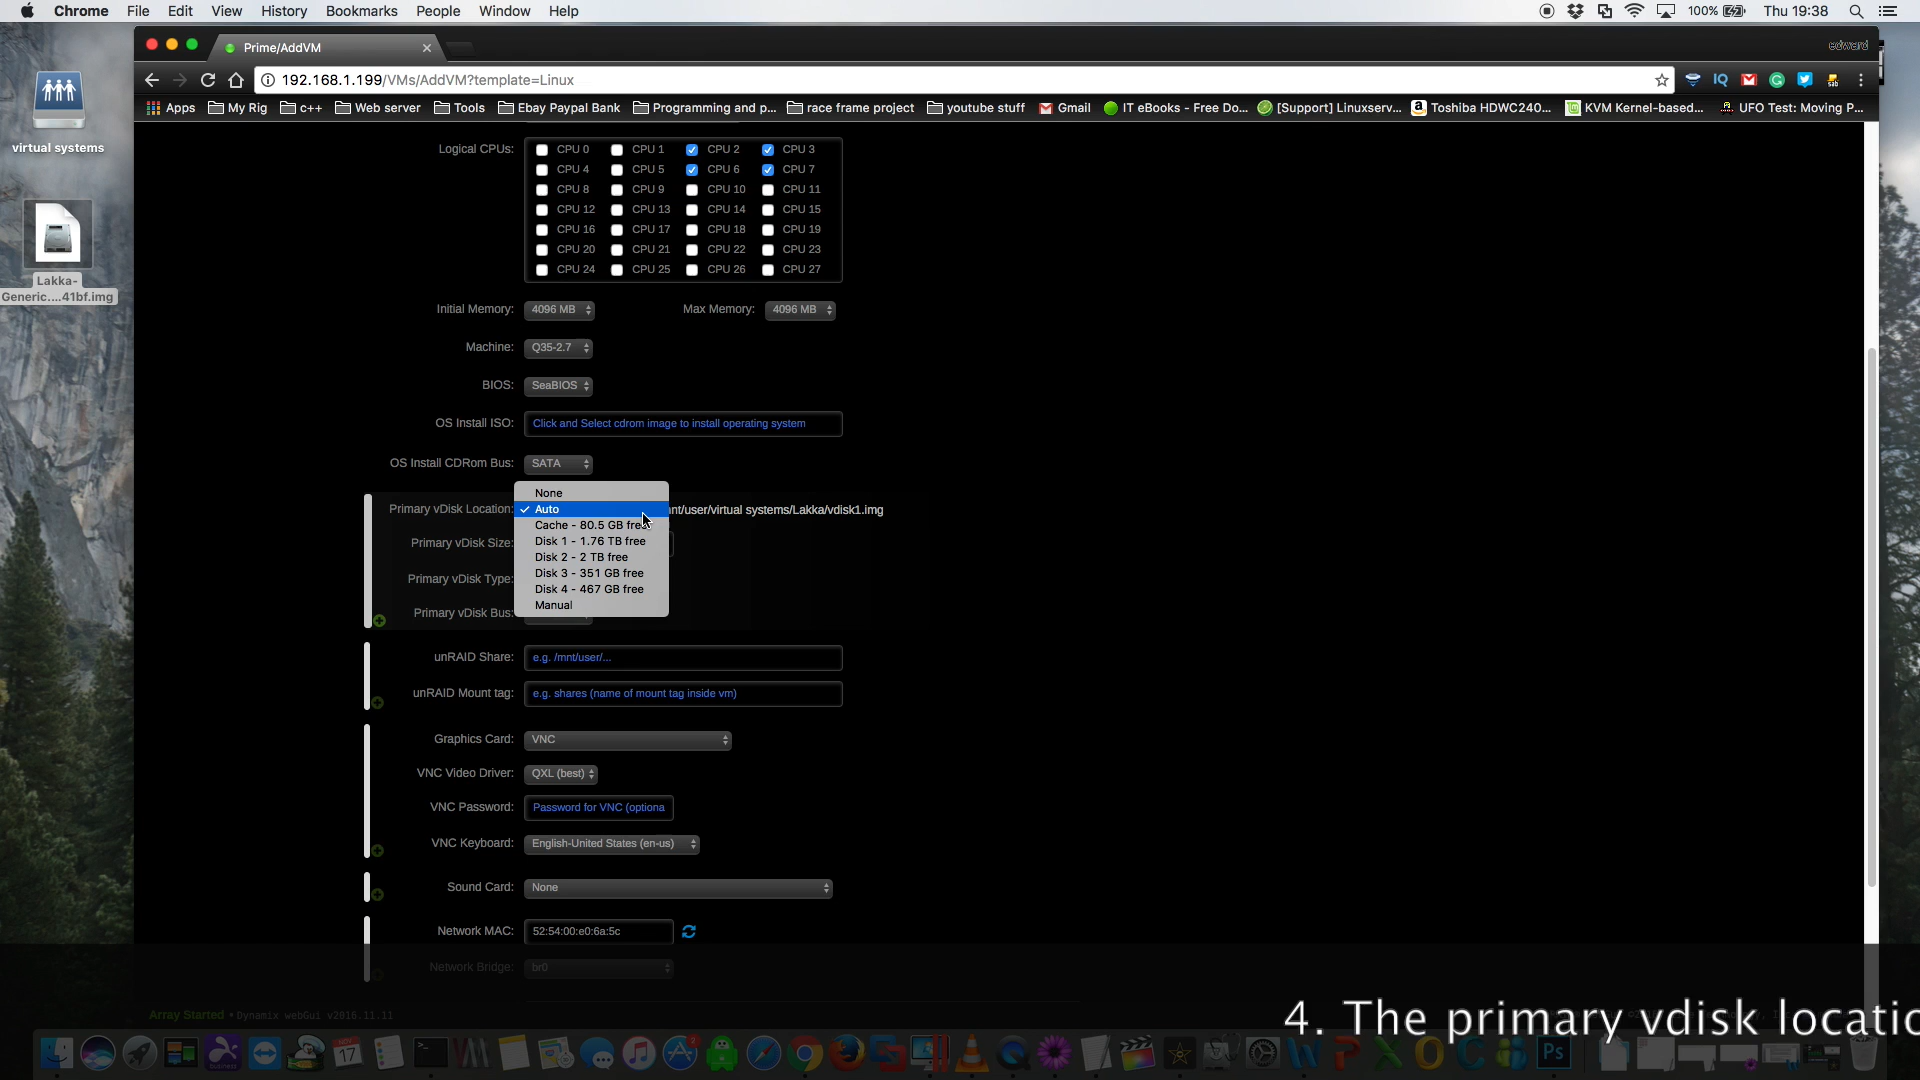 Chrome File Edit View History Bookmarks People Window Help 100% Thu 19:38
Prime/AddVM
edward
192.168.1.199/VMs/AddVM?template=Linux
Apps My Rig c++ Web server Tools Ebay Paypal Bank Programming and p... race frame project youtube stuff Gmail IT eBooks - Free Do... [Support] Linuxserv... Toshiba HDWC240... KVM Kernel-based... UFO Test: Moving P...
virtual systems
Lakka-
Generic....41bf.img
Logical CPUs: CPU 0 CPU 1 CPU 2 CPU 3
CPU 4 CPU 5 CPU 6 CPU 7
CPU 8 CPU 9 CPU 10 CPU 11
CPU 12 CPU 13 CPU 14 CPU 15
CPU 16 CPU 17 CPU 18 CPU 19
CPU 20 CPU 21 CPU 22 CPU 23
CPU 24 CPU 25 CPU 26 CPU 27
Initial Memory: 4096 MB Max Memory: 4096 MB
Machine: Q35-2.7
BIOS: SeaBIOS
OS Install ISO: Click and Select cdrom image to install operating system
OS Install CDRom Bus: SATA
None
Primary vDisk Location: Auto nt/user/virtual systems/Lakka/vdisk1.img
Cache - 80.5 GB free
Primary vDisk Size: Disk 1 - 1.76 TB free
Disk 2 - 2 TB free
Primary vDisk Type: Disk 3 - 351 GB free
Disk 4 - 467 GB free
Primary vDisk Bus: Manual
unRAID Share: e.g. /mnt/user/...
unRAID Mount tag: e.g. shares (name of mount tag inside vm)
Graphics Card: VNC
VNC Video Driver: QXL (best)
VNC Password: Password for VNC (optiona
VNC Keyboard: English-United States (en-us)
Sound Card: None
Network MAC: 52:54:00:e0:6a:5c
Network Bridge: br0
Array Started • Dynamix webGui v2016.11.11
4. The primary vdisk locatio
NOV
17